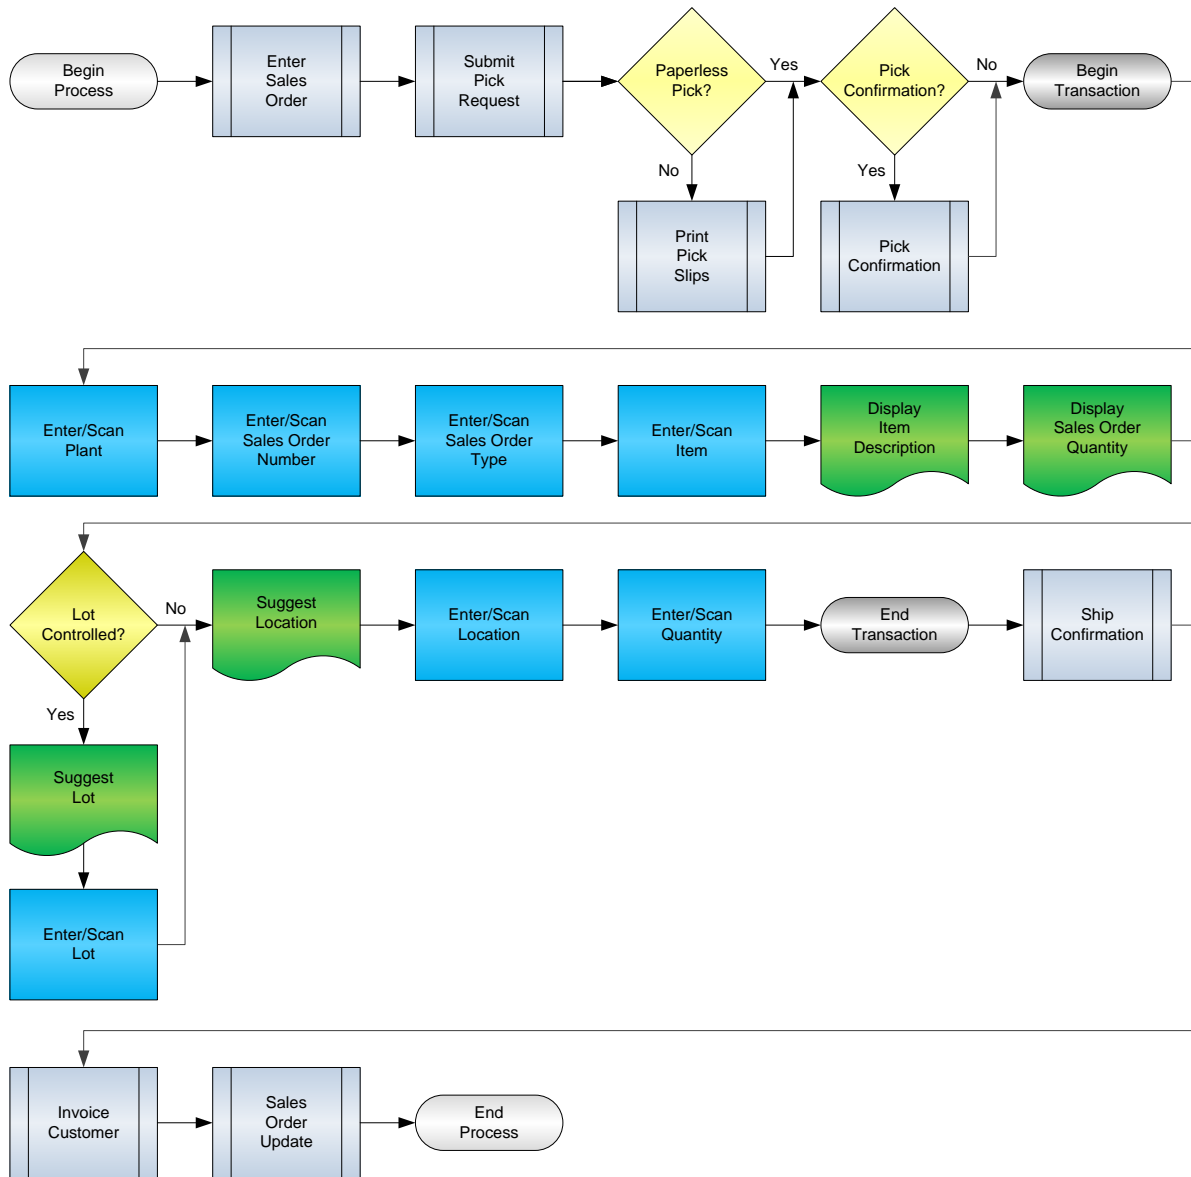 Begin
Process
Enter
Sales
Order
Submit
Pick
Request
Paperless
Pick?
Yes
No
Print
Pick
Slips
Pick
Confirmation?
No
Yes
Pick
Confirmation
Begin
Transaction
Enter/Scan
Plant
Enter/Scan
Sales Order
Number
Enter/Scan
Sales Order
Type
Enter/Scan
Item
Display
Item
Description
Display
Sales Order
Quantity
Lot
Controlled?
No
Yes
Suggest
Lot
Enter/Scan
Lot
Suggest
Location
Enter/Scan
Location
Enter/Scan
Quantity
End
Transaction
Ship
Confirmation
Invoice
Customer
Sales
Order
Update
End
Process